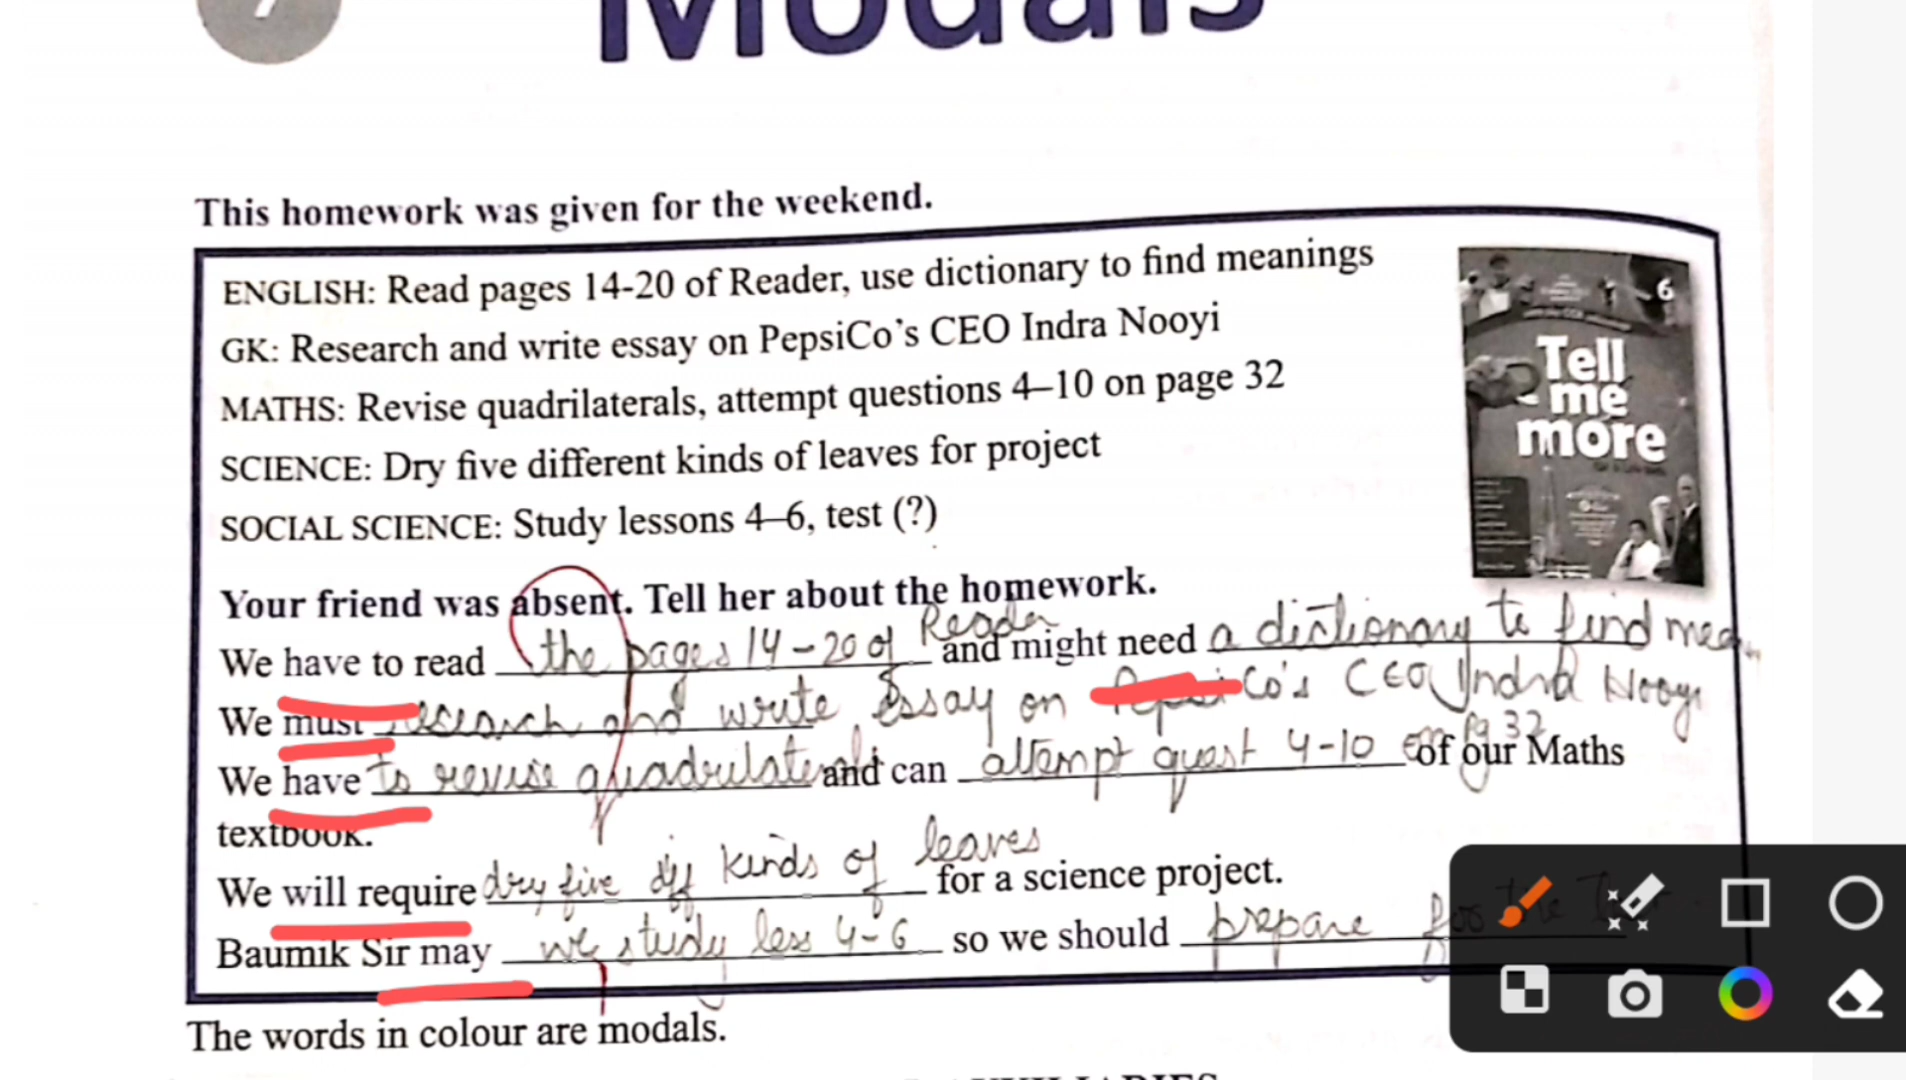 Modals
This homework was given for the weekend.
ENGLISH: Read pages 14-20 of Reader, use dictionary to find meanings
GK: Research and write essay on PepsiCo's CEO Indra Nooyi
MATHS: Revise quadrilaterals, attempt questions 4–10 on page 32
SCIENCE: Dry five different kinds of leaves for project
SOCIAL SCIENCE: Study lessons 4–6, test (?)
6
Tell
me
more
Your friend was absent. Tell her about the homework.
We have to read the pages 14-20 of Reader and might need a dictionary to find
We must research and write Essay on PepsiCo's CEO Indra Nooyi
We have to revise quadrilaterals and can attempt quest 4-10 pg 32 of our Maths
textbook.
We will require dry five diff kinds of leaves for a science project.
Baumik Sir may we study less 4-6 so we should prepare for the
The words in colour are modals.